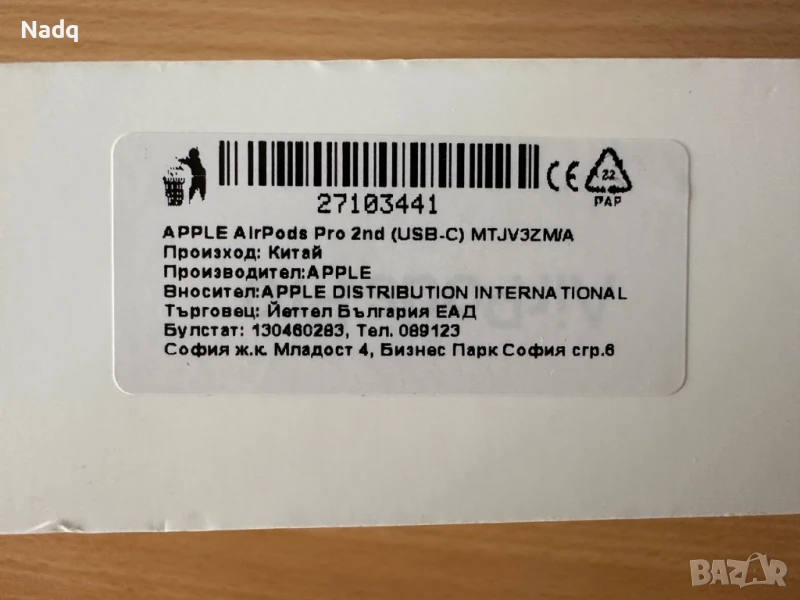 Nadq
27103441
22
PAP
APPLE AirPods Pro 2nd (USB-C) MTJV3ZM/A
Произход: Китай
Производител:APPLE
Вносител:APPLE DISTRIBUTION INTERNATIONAL
Търговец: Йеттел България ЕАД
Булстат: 130460283, Тел. 089123
София ж.к. Младост 4, Бизнес Парк София сгр.6
BAZAR